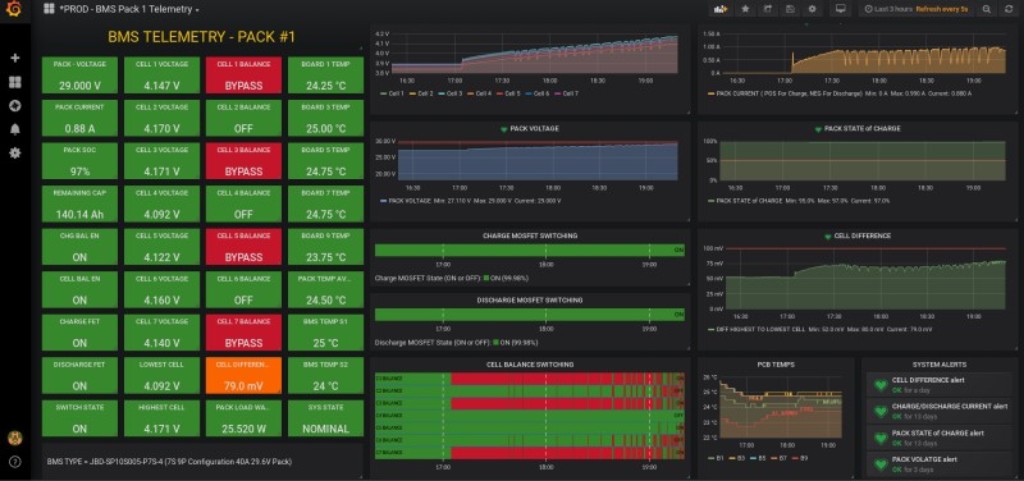 *PROD - BMS Pack 1 Telemetry
Last 3 hours Refresh every 5s
BMS TELEMETRY - PACK #1
PACK - VOLTAGE CELL 1 VOLTAGE CELL 1 BALANCE BOARD 1 TEMP
29.000 V 4.147 V BYPASS 24.25 °C
PACK CURRENT CELL 2 VOLTAGE CELL 2 BALANCE BOARD 3 TEMP
0.88 A 4.170 V OFF 25.00 °C
PACK SOC CELL 3 VOLTAGE CELL 3 BALANCE BOARD 5 TEMP
97% 4.171 V BYPASS 24.75 °C
REMAINING CAP CELL 4 VOLTAGE CELL 4 BALANCE BOARD 7 TEMP
140.14 Ah 4.092 V OFF 24.75 °C
CHG BAL EN CELL 5 VOLTAGE CELL 5 BALANCE BOARD 9 TEMP
ON 4.122 V BYPASS 23.75 °C
CELL BAL EN CELL 6 VOLTAGE CELL 6 BALANCE PACK TEMP AV...
ON 4.160 V OFF 24.50 °C
CHARGE FET CELL 7 VOLTAGE CELL 7 BALANCE BMS TEMP S1
ON 4.140 V BYPASS 25 °C
DISCHARGE FET LOWEST CELL CELL DIFFEREN... BMS TEMP S2
ON 4.092 V 79.0 mV 24 °C
SWITCH STATE HIGHEST CELL PACK LOAD WA... SYS STATE
ON 4.171 V 25.520 W NOMINAL
BMS TYPE = JBD-SP10S005-P7S-4 (7S 9P Configuration 40A 29.6V Pack)
4.2 V
4.1 V
4.0 V
3.9 V
3.8 V
16:30 17:00 17:30 18:00 18:30 19:00
Cell 1 Cell 2 Cell 3 Cell 4 Cell 5 Cell 6 Cell 7
1.50 A
1.00 A
0.50 A
0 A
16:30 17:00 17:30 18:00 18:30 19:00
PACK CURRENT ( POS For Charge, NEG For Discharge) Min: 0 A Max: 0.990 A Current: 0.880 A
PACK VOLTAGE
30.00 V
25.00 V
20.00 V
16:30 17:00 17:30 18:00 18:30 19:00
PACK VOLTAGE Min: 27.110 V Max: 29.000 V Current: 29.000 V
PACK STATE of CHARGE
100%
50%
0%
16:30 17:00 17:30 18:00 18:30 19:00
PACK STATE of CHARGE Min: 95.0% Max: 97.0% Current: 97.0%
CHARGE MOSFET SWITCHING
ON
17:00 18:00 19:00
Charge MOSFET State (ON or OFF): ON (99.98%)
DISCHARGE MOSFET SWITCHING
ON
17:00 18:00 19:00
Discharge MOSFET State (ON or OFF): ON (99.98%)
CELL DIFFERENCE
100 mV
75 mV
50 mV
25 mV
0 mV
16:30 17:00 17:30 18:00 18:30 19:00
DIFF HIGHEST TO LOWEST CELL Min: 52.0 mV Max: 80.0 mV Current: 79.0 mV
CELL BALANCE SWITCHING
C1 BALANCE
C2 BALANCE
C3 BALANCE
C4 BALANCE
C5 BALANCE
C6 BALANCE
C7 BALANCE
17:00 18:00 19:00
PCB TEMPS
26 °C
25 °C
24 °C
23 °C
22 °C
17:00 18:00 19:00
B1 B3 B5 B7 B9
SYSTEM ALERTS
CELL DIFFERENCE alert
OK for a day
CHARGE/DISCHARGE CURRENT alert
OK for 13 days
PACK STATE of CHARGE alert
OK for 13 days
PACK VOLATGE alert
OK for 5 days